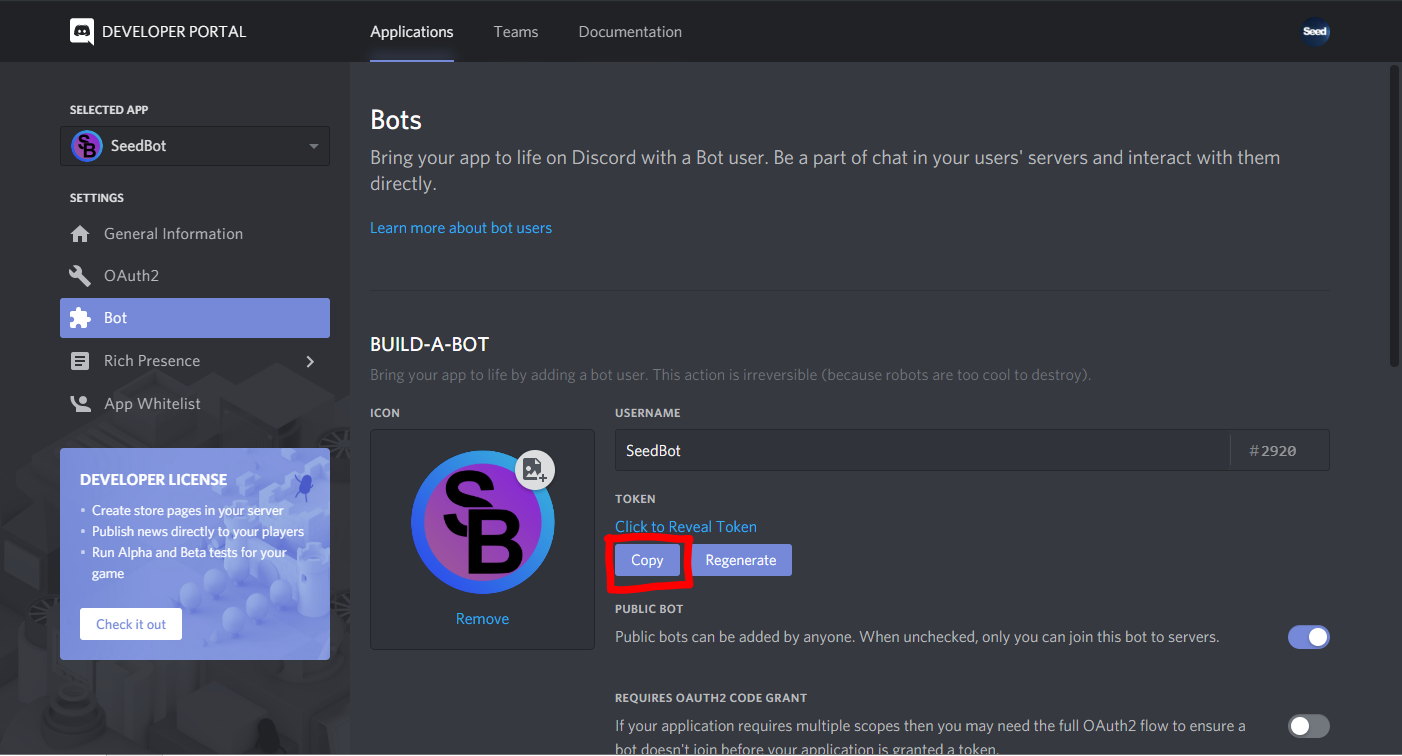 DEVELOPER PORTAL
Applications
Teams
Documentation
Seed
SELECTED APP
SB
SeedBot
SETTINGS
General Information
OAuth2
Bot
Rich Presence
App Whitelist
DEVELOPER LICENSE
• Create store pages in your server
• Publish news directly to your players
• Run Alpha and Beta tests for your
game
Check it out
Bots
Bring your app to life on Discord with a Bot user. Be a part of chat in your users' servers and interact with them
directly.
Learn more about bot users
BUILD-A-BOT
Bring your app to life by adding a bot user. This action is irreversible (because robots are too cool to destroy).
ICON
SB
Remove
USERNAME
SeedBot
#2920
TOKEN
Click to Reveal Token
Copy
Regenerate
PUBLIC BOT
Public bots can be added by anyone. When unchecked, only you can join this bot to servers.
REQUIRES OAUTH2 CODE GRANT
If your application requires multiple scopes then you may need the full OAuth2 flow to ensure a
bot doesn't join before your application is granted a token.